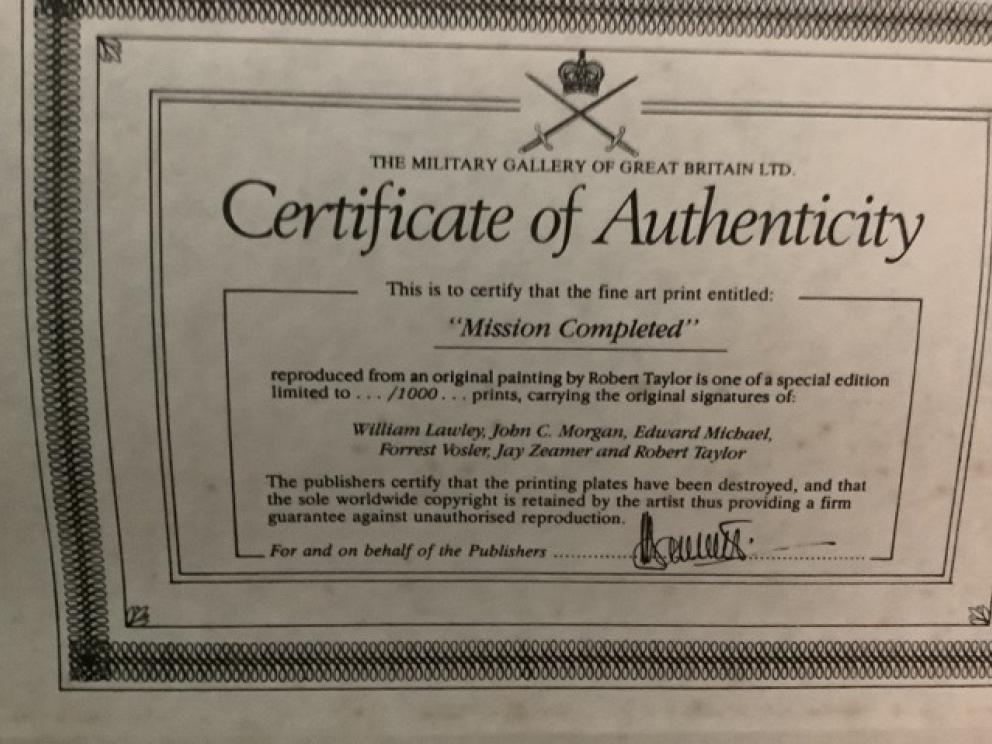 THE MILITARY GALLERY OF GREAT BRITAIN LTD.
Certificate of Authenticity
This is to certify that the fine art print entitled:
“Mission Completed”
reproduced from an original painting by Robert Taylor is one of a special edition
limited to . . . /1000 . . . prints, carrying the original signatures of:
William Lawley, John C. Morgan, Edward Michael,
Forrest Vosler, Jay Zeamer and Robert Taylor
The publishers certify that the printing plates have been destroyed, and that
the sole worldwide copyright is retained by the artist thus providing a firm
guarantee against unauthorised reproduction.
For and on behalf of the Publishers